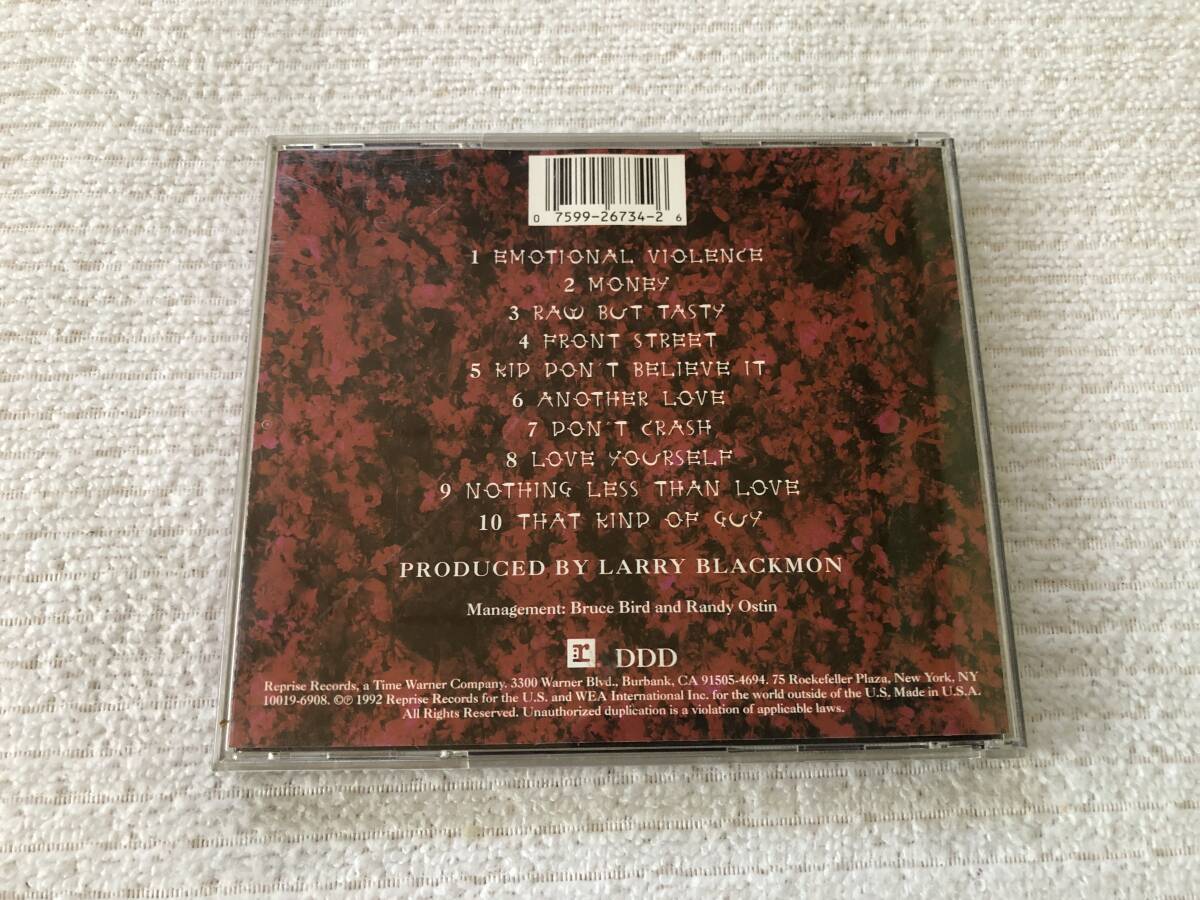 0 7599-26734-2 6
1 EMOTIONAL VIOLENCE
2 MONEY
3 RAW BUT TASTY
4 FRONT STREET
5 KID DON'T BELIEVE IT
6 ANOTHER LOVE
7 DON'T CRASH
8 LOVE YOURSELF
9 NOTHING LESS THAN LOVE
10 THAT KIND OF GUY
PRODUCED BY LARRY BLACKMON
Management: Bruce Bird and Randy Ostin
r DDD
Reprise Records, a Time Warner Company. 3300 Warner Blvd., Burbank, CA 91505-4694. 75 Rockefeller Plaza, New York, NY
10019-6908. ©℗ 1992 Reprise Records for the U.S. and WEA International Inc. for the world outside of the U.S. Made in U.S.A.
All Rights Reserved. Unauthorized duplication is a violation of applicable laws.